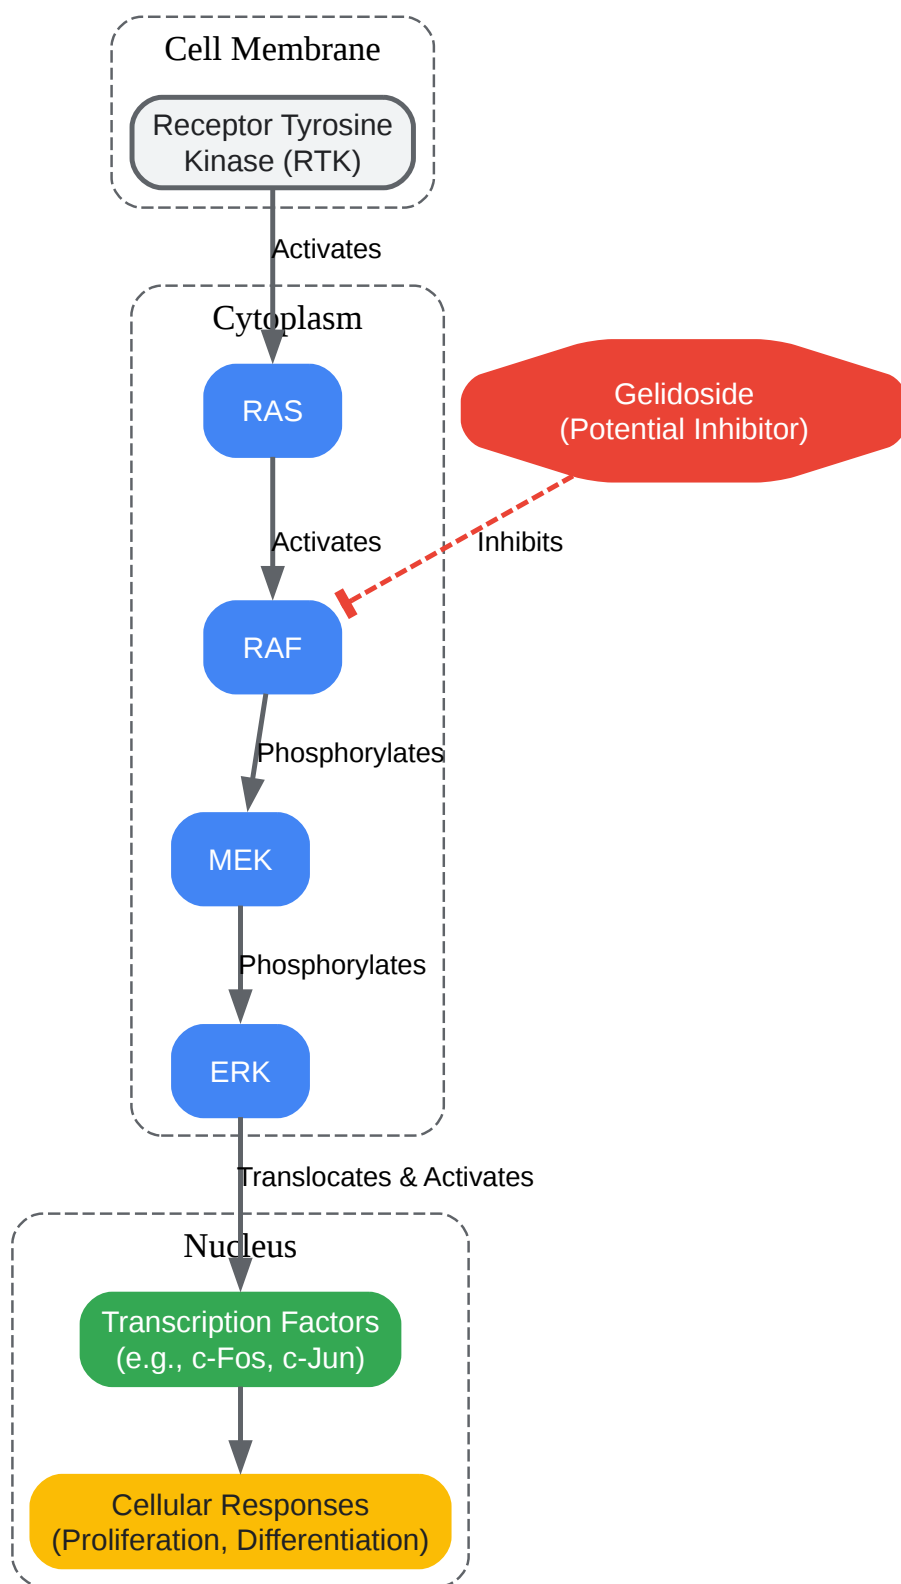 Cell Membrane
Receptor Tyrosine
Kinase (RTK)
Activates
Cytoplasm
RAS
Gelidoside
(Potential Inhibitor)
Activates
Inhibits
RAF
Phosphorylates
MEK
Phosphorylates
ERK
Translocates & Activates
Nucleus
Transcription Factors
(e.g., c-Fos, c-Jun)
Cellular Responses
(Proliferation, Differentiation)